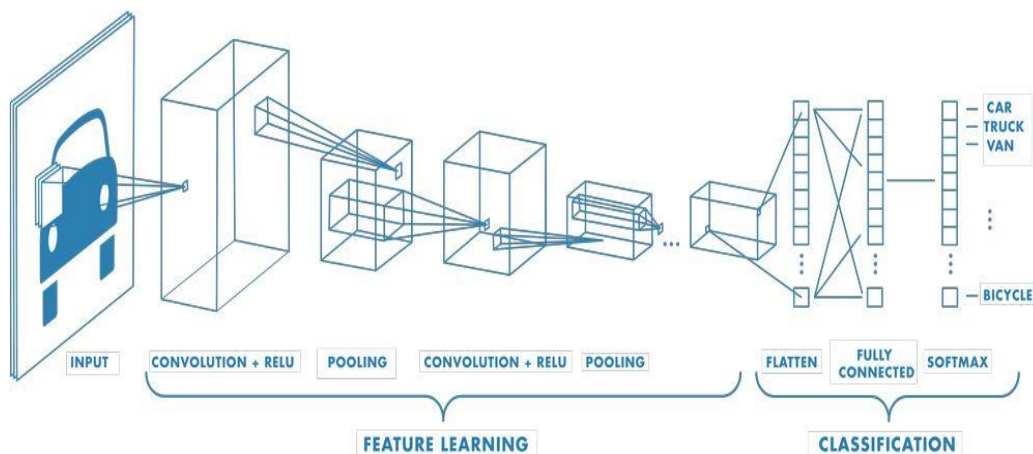 CAR
TRUCK
VAN
BICYCLE
INPUT
CONVOLUTION + RELU
POOLING
CONVOLUTION + RELU
POOLING
FLATTEN
FULLY
CONNECTED
SOFTMAX
FEATURE LEARNING
CLASSIFICATION